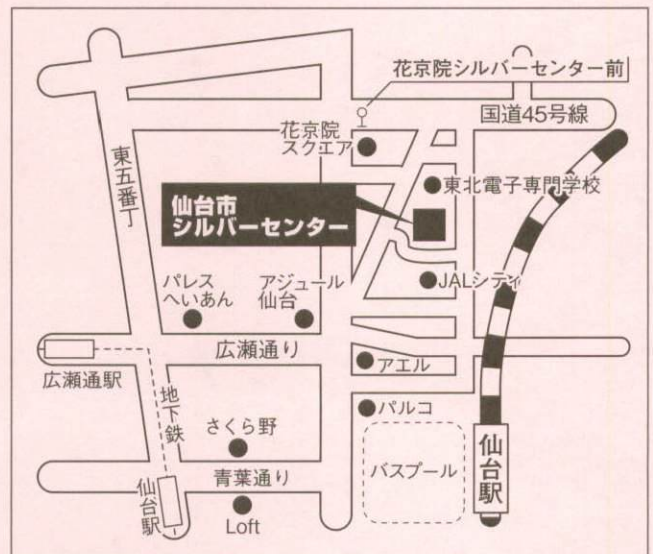 花京院シルバーセンター前
国道45号線
花京院
スクエア
東五番丁
東北電子専門学校
仙台市
シルバーセンター
JALシティ
パレス
へいあん
アジュール
仙台
広瀬通り
広瀬通駅
アエル
地下鉄
パルコ
さくら野
バスプール
仙台駅
青葉通り
仙台駅
Loft